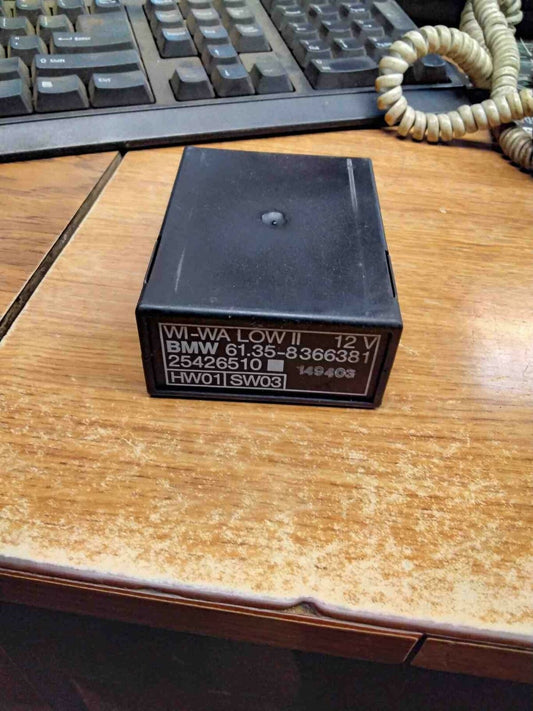 WI-WA LOW II 12 V
BMW 61.35-8366381
25426510 149403
HW01 SW03